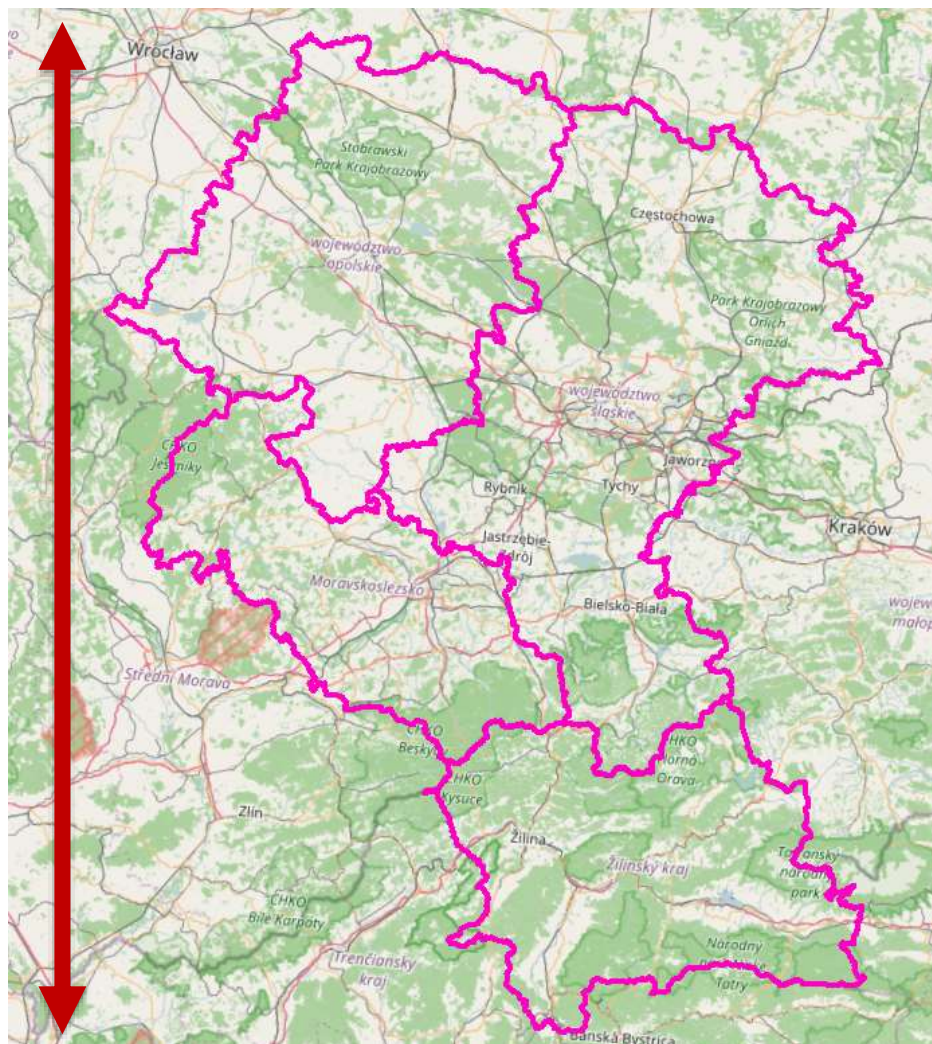 Wrocław
Stobrawski
Park Krajobrazowy
Częstochowa
województwo
opolskie
Park Krajobrazowy
Orlich
Gniazd
województwo
śląskie
CHKO
Jeseníky
Jaworzno
Rybnik
Tychy
Kraków
Jastrzębie-
Zdrój
Moravskoslezsko
Bielsko-Biała
Střední Morava
CHKO
CHKO
Kysuce
CHKO
Horná
Orava
Zlín
Žilina
Žilinský kraj
Tatranský
park
CHKO
Bílé Karpaty
Trenčiansky
kraj
Národný
Tatry
Banská Bystrica